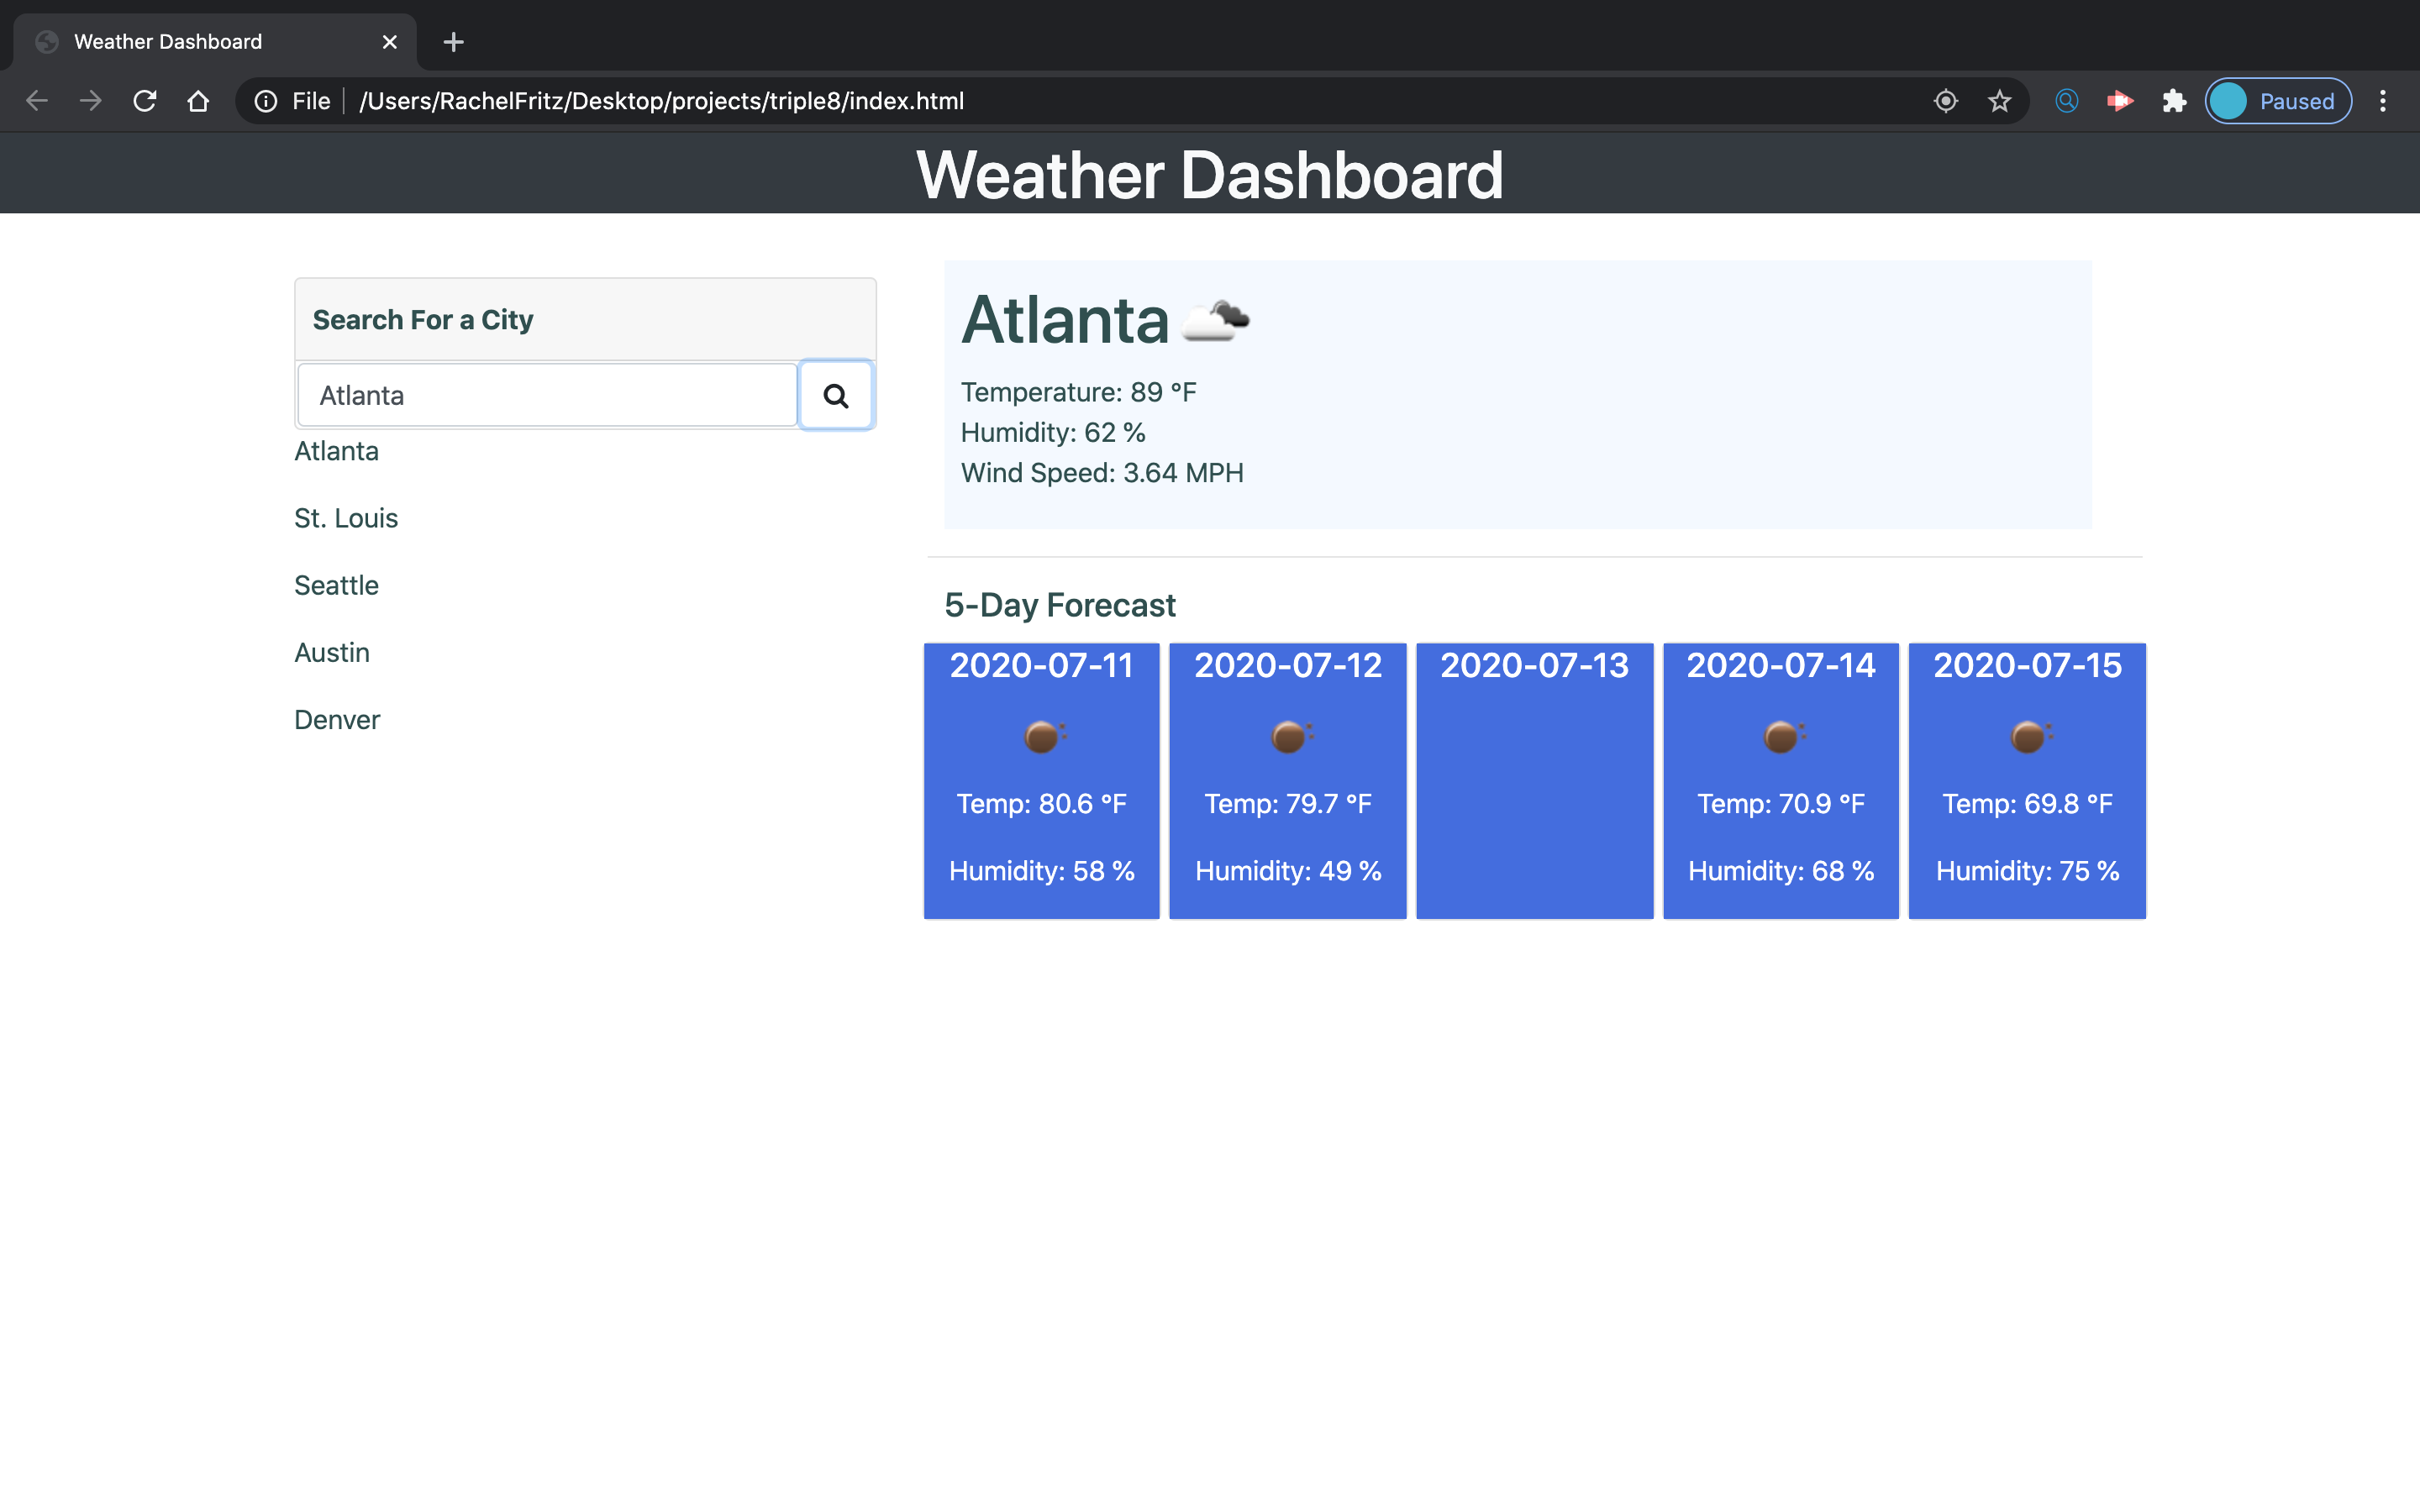 Weather Dashboard
File
/Users/RachelFritz/Desktop/projects/triple8/index.html
Paused
Weather Dashboard
Search For a City
Atlanta
Atlanta
St. Louis
Seattle
Austin
Denver
Atlanta
Temperature: 89 °F
Humidity: 62 %
Wind Speed: 3.64 MPH
5-Day Forecast
2020-07-11
Temp: 80.6 °F
Humidity: 58 %
2020-07-12
Temp: 79.7 °F
Humidity: 49 %
2020-07-13
2020-07-14
Temp: 70.9 °F
Humidity: 68 %
2020-07-15
Temp: 69.8 °F
Humidity: 75 %